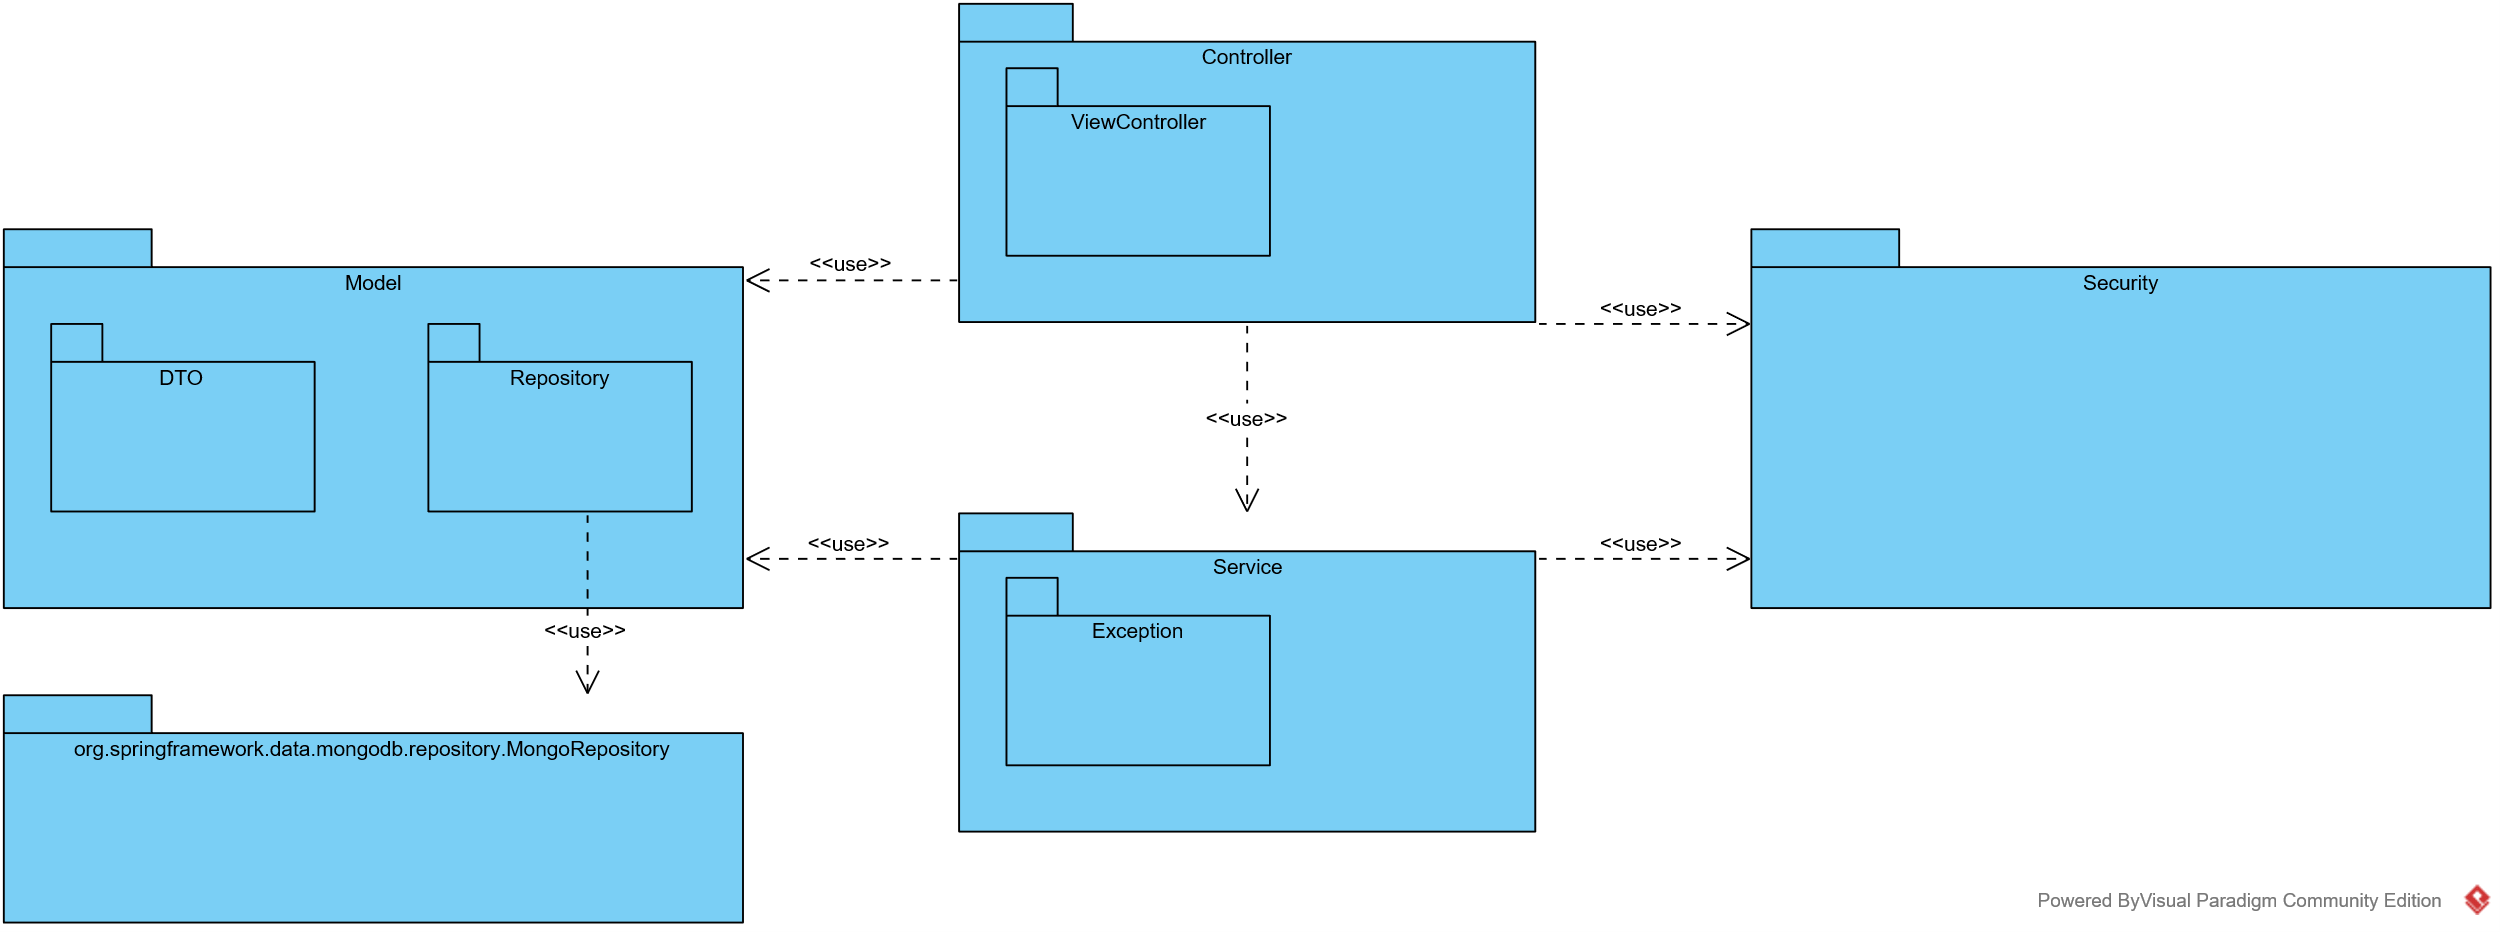 Controller
ViewController
<<use>>
Model
Security
<<use>>
DTO
Repository
<<use>>
<<use>>
<<use>>
Service
<<use>>
Exception
org.springframework.data.mongodb.repository.MongoRepository
Powered ByVisual Paradigm Community Edition